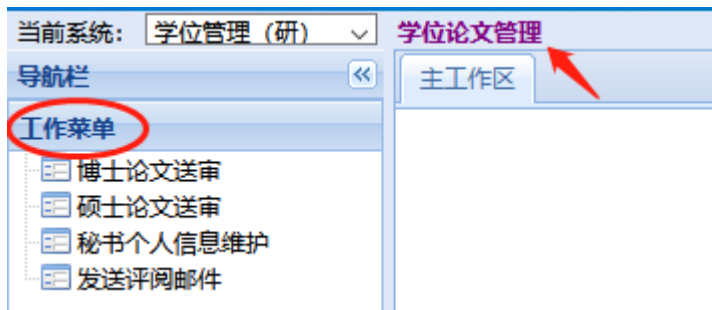 当前系统： 学位管理（研） 学位论文管理
导航栏
主工作区
工作菜单
博士论文送审
硕士论文送审
秘书个人信息维护
发送评阅邮件